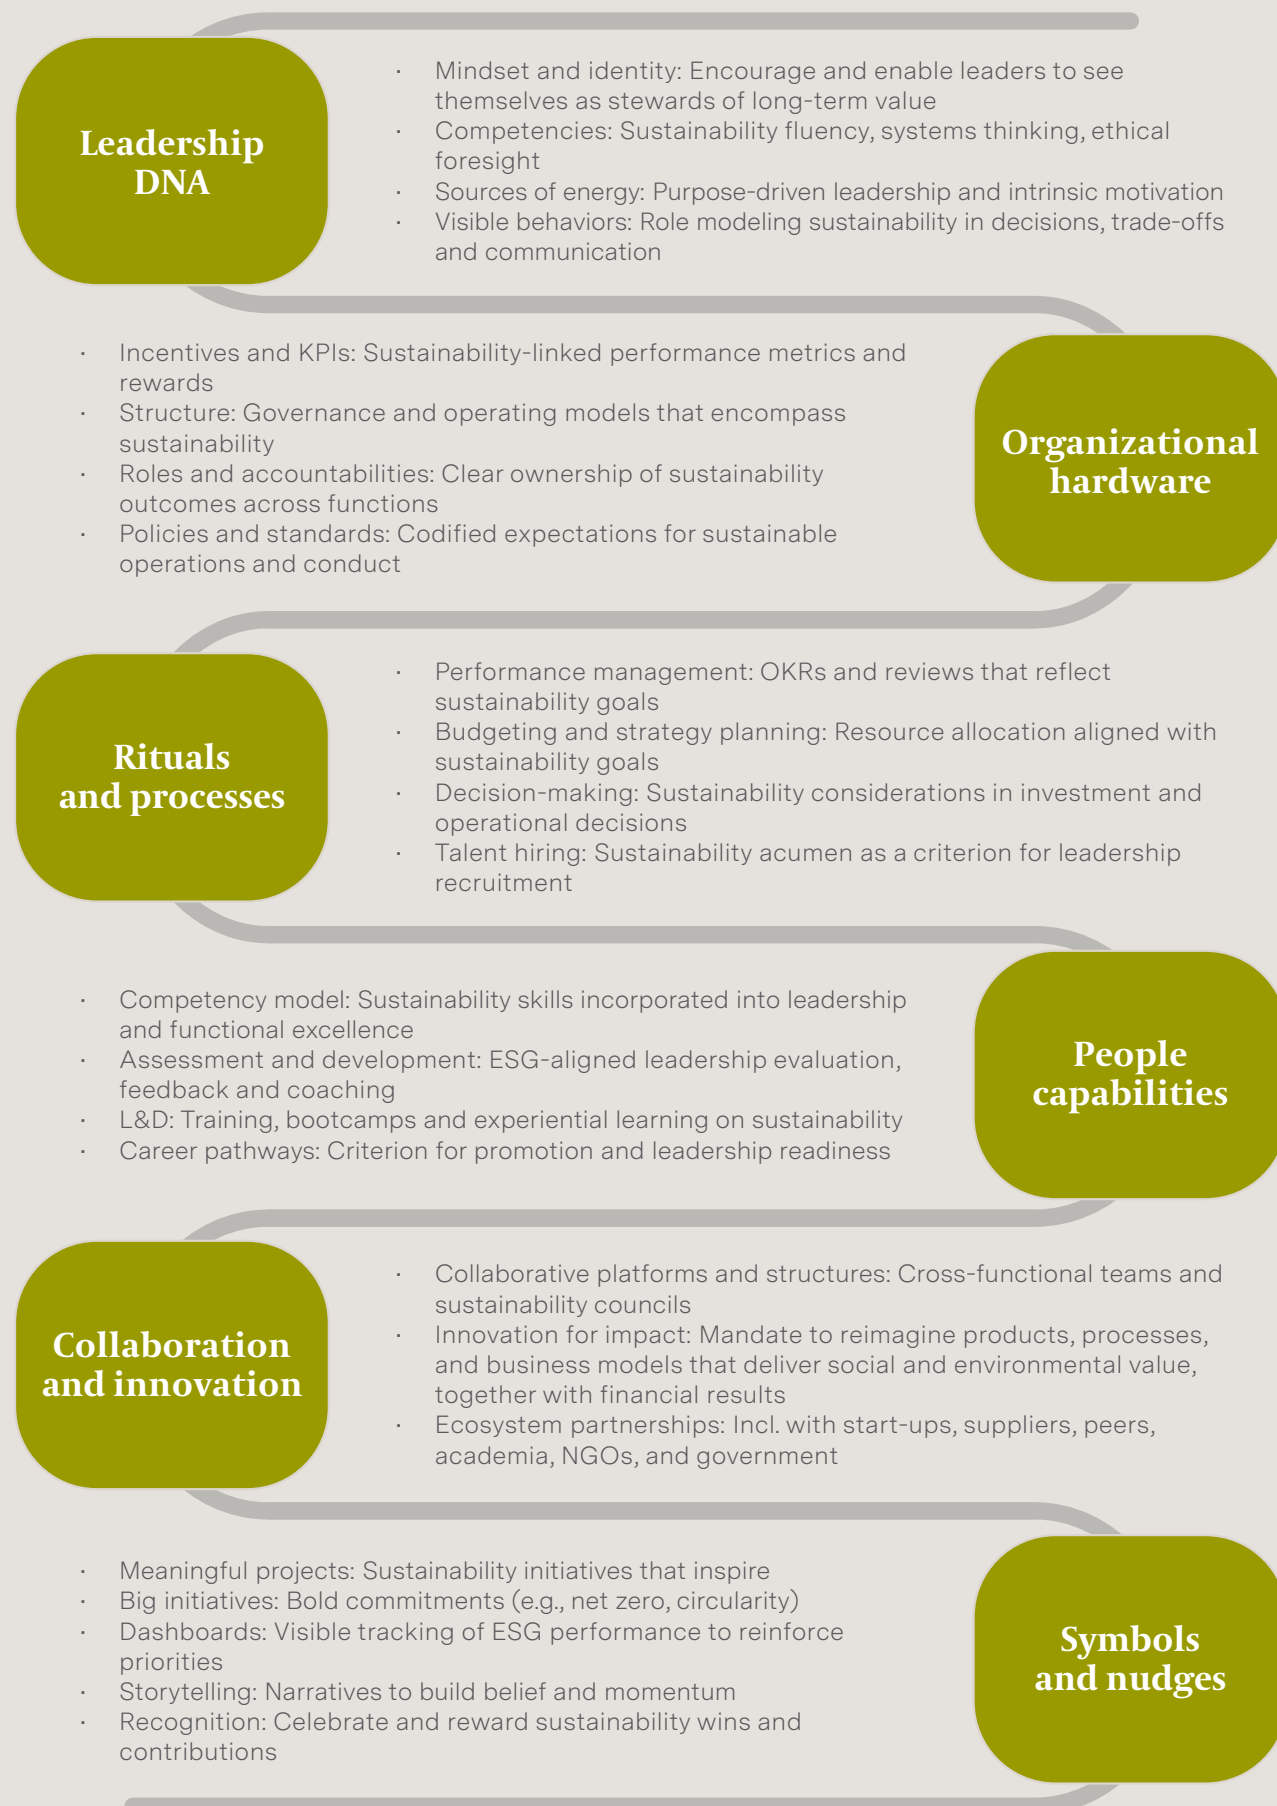 Leadership
DNA
· Mindset and identity: Encourage and enable leaders to see
themselves as stewards of long-term value
· Competencies: Sustainability fluency, systems thinking, ethical
foresight
· Sources of energy: Purpose-driven leadership and intrinsic motivation
· Visible behaviors: Role modeling sustainability in decisions, trade-offs
and communication
· Incentives and KPIs: Sustainability-linked performance metrics and
rewards
· Structure: Governance and operating models that encompass
sustainability
· Roles and accountabilities: Clear ownership of sustainability
outcomes across functions
· Policies and standards: Codified expectations for sustainable
operations and conduct
Organizational
hardware
Rituals
and processes
· Performance management: OKRs and reviews that reflect
sustainability goals
· Budgeting and strategy planning: Resource allocation aligned with
sustainability goals
· Decision-making: Sustainability considerations in investment and
operational decisions
· Talent hiring: Sustainability acumen as a criterion for leadership
recruitment
· Competency model: Sustainability skills incorporated into leadership
and functional excellence
· Assessment and development: ESG-aligned leadership evaluation,
feedback and coaching
· L&D: Training, bootcamps and experiential learning on sustainability
· Career pathways: Criterion for promotion and leadership readiness
People
capabilities
Collaboration
and innovation
· Collaborative platforms and structures: Cross-functional teams and
sustainability councils
· Innovation for impact: Mandate to reimagine products, processes,
and business models that deliver social and environmental value,
together with financial results
· Ecosystem partnerships: Incl. with start-ups, suppliers, peers,
academia, NGOs, and government
· Meaningful projects: Sustainability initiatives that inspire
· Big initiatives: Bold commitments (e.g., net zero, circularity)
· Dashboards: Visible tracking of ESG performance to reinforce
priorities
· Storytelling: Narratives to build belief and momentum
· Recognition: Celebrate and reward sustainability wins and
contributions
Symbols
and nudges